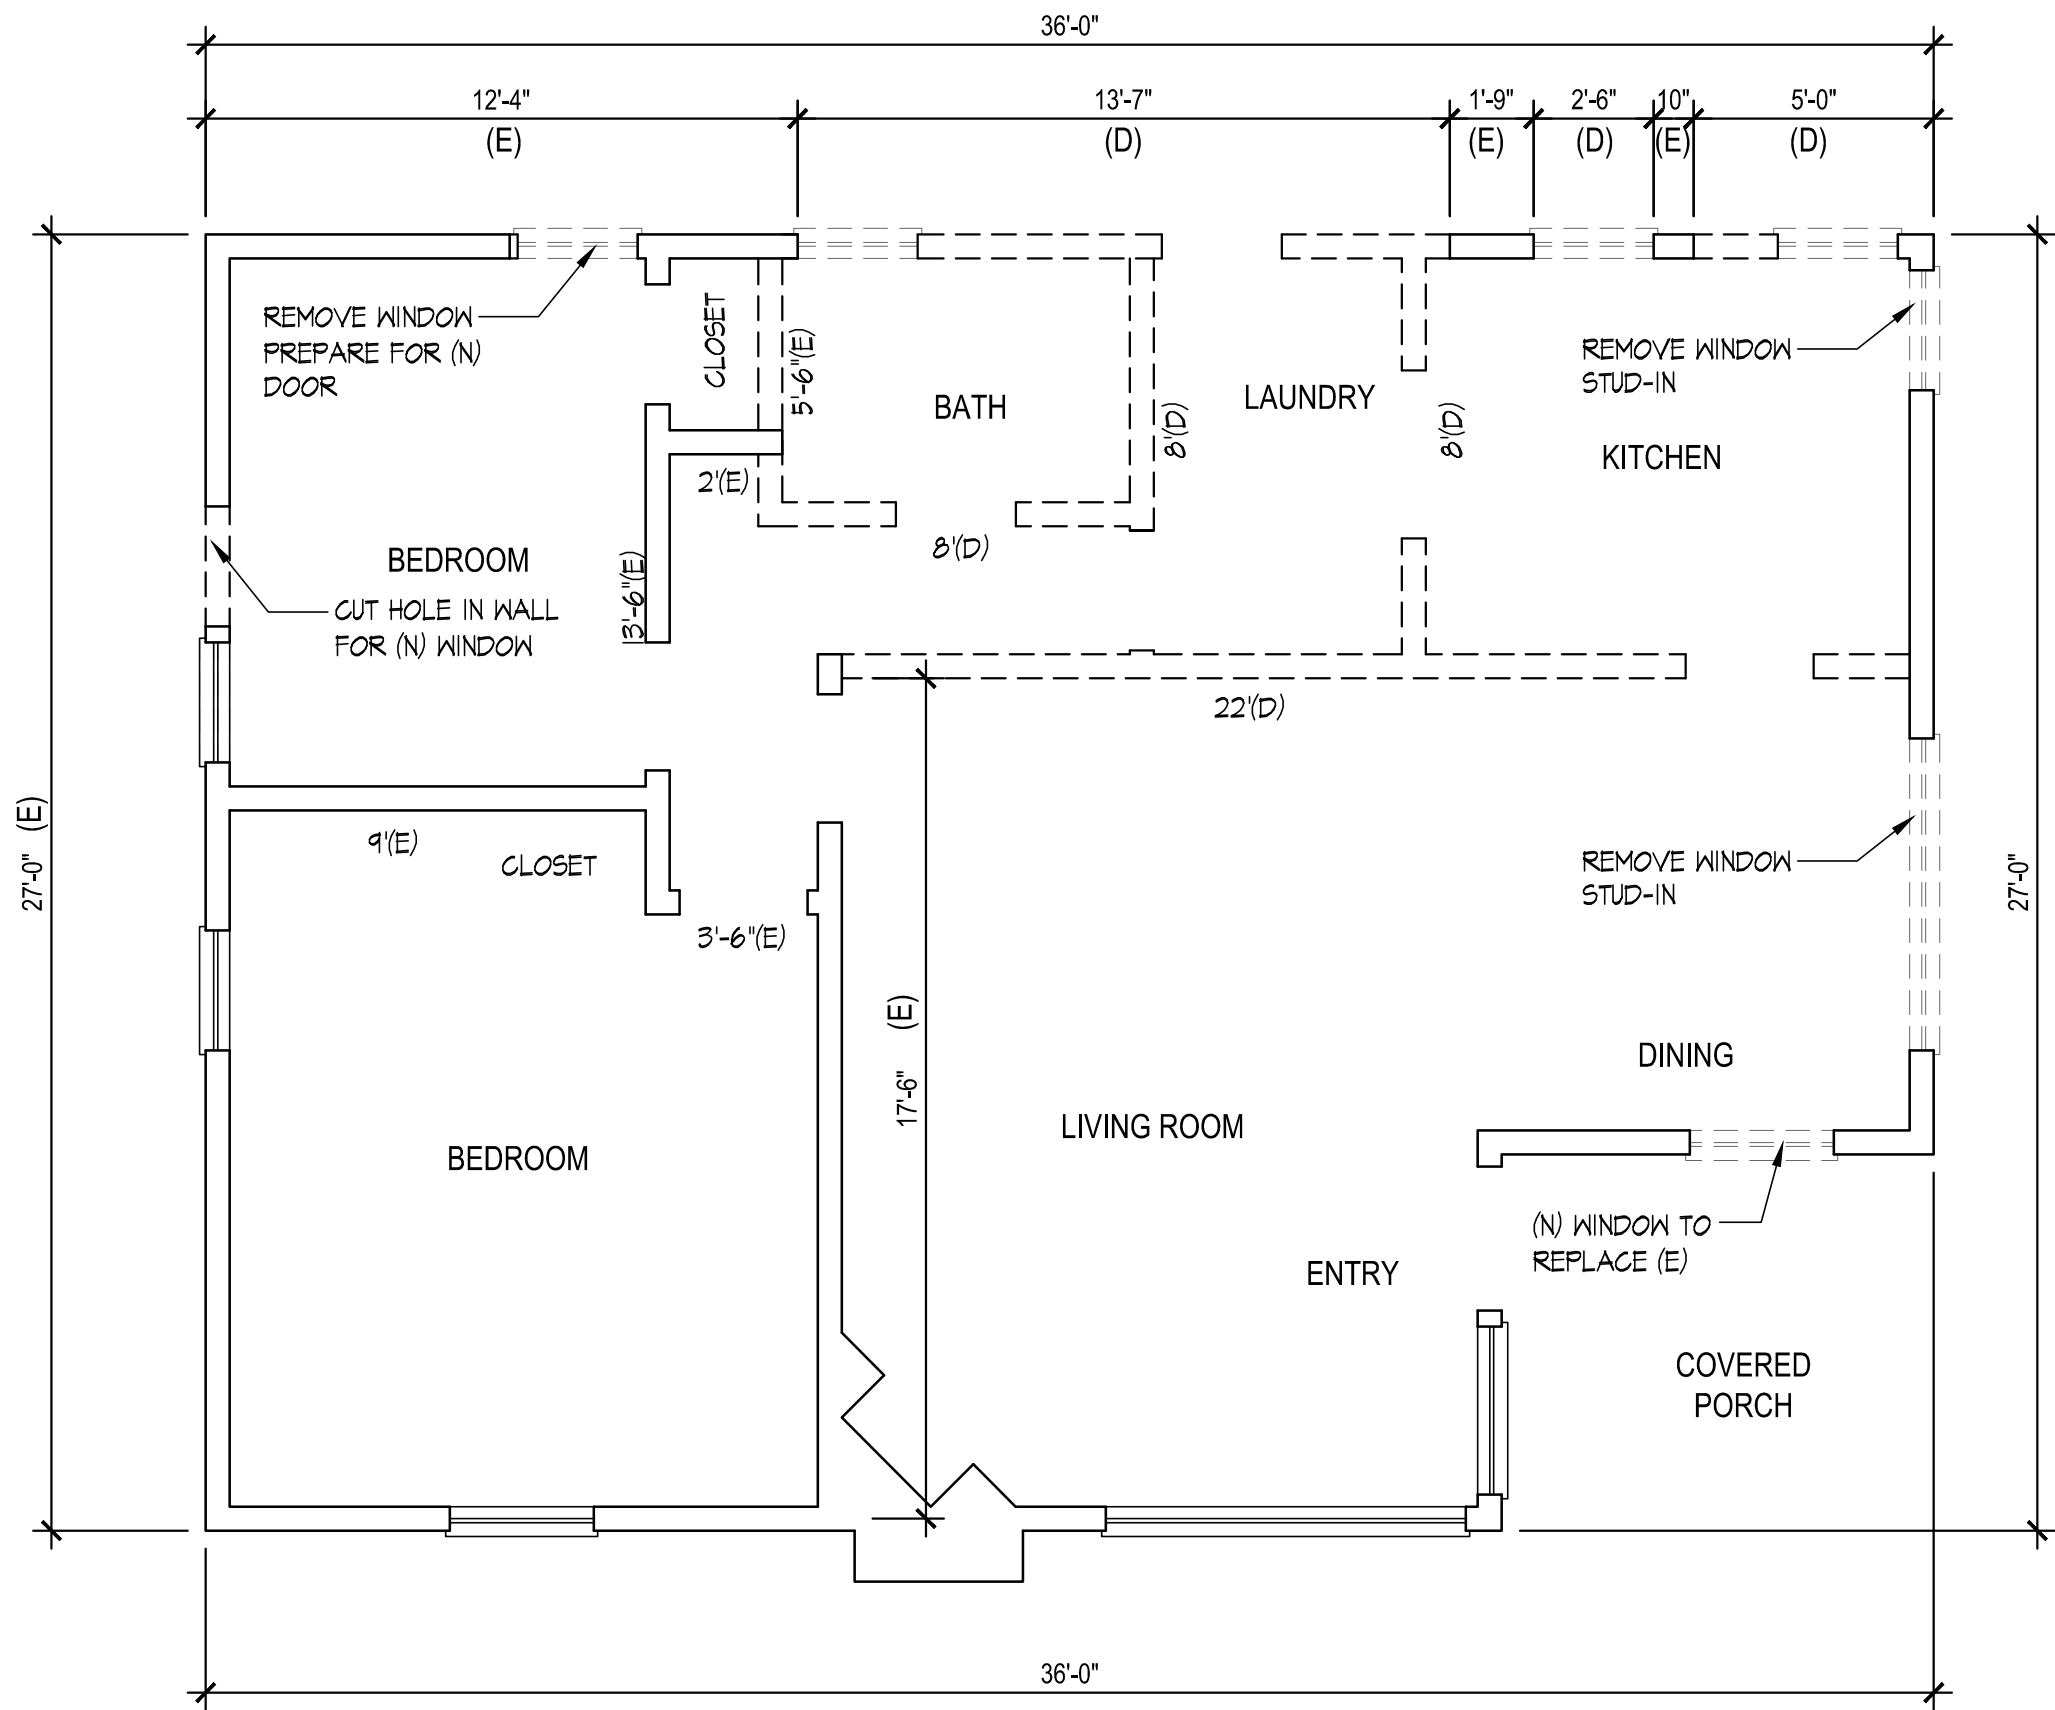 36'-0"
12'-4"
(E)
13'-7"
(D)
1'-9"
(E)
2'-6"
(D)
10"
(E)
5'-0"
(D)
REMOVE WINDOW
PREPARE FOR (N)
DOOR
CLOSET
5'-6"(E)
BATH
8'(D)
LAUNDRY
8'(D)
REMOVE WINDOW
STUD-IN
KITCHEN
2'(E)
8'(D)
BEDROOM
13'-6"(E)
CUT HOLE IN WALL
FOR (N) WINDOW
22'(D)
27'-0" (E)
9'(E)
CLOSET
3'-6"(E)
REMOVE WINDOW
STUD-IN
27'-0"
17'-6" (E)
DINING
LIVING ROOM
BEDROOM
(N) WINDOW TO
REPLACE (E)
ENTRY
COVERED
PORCH
36'-0"